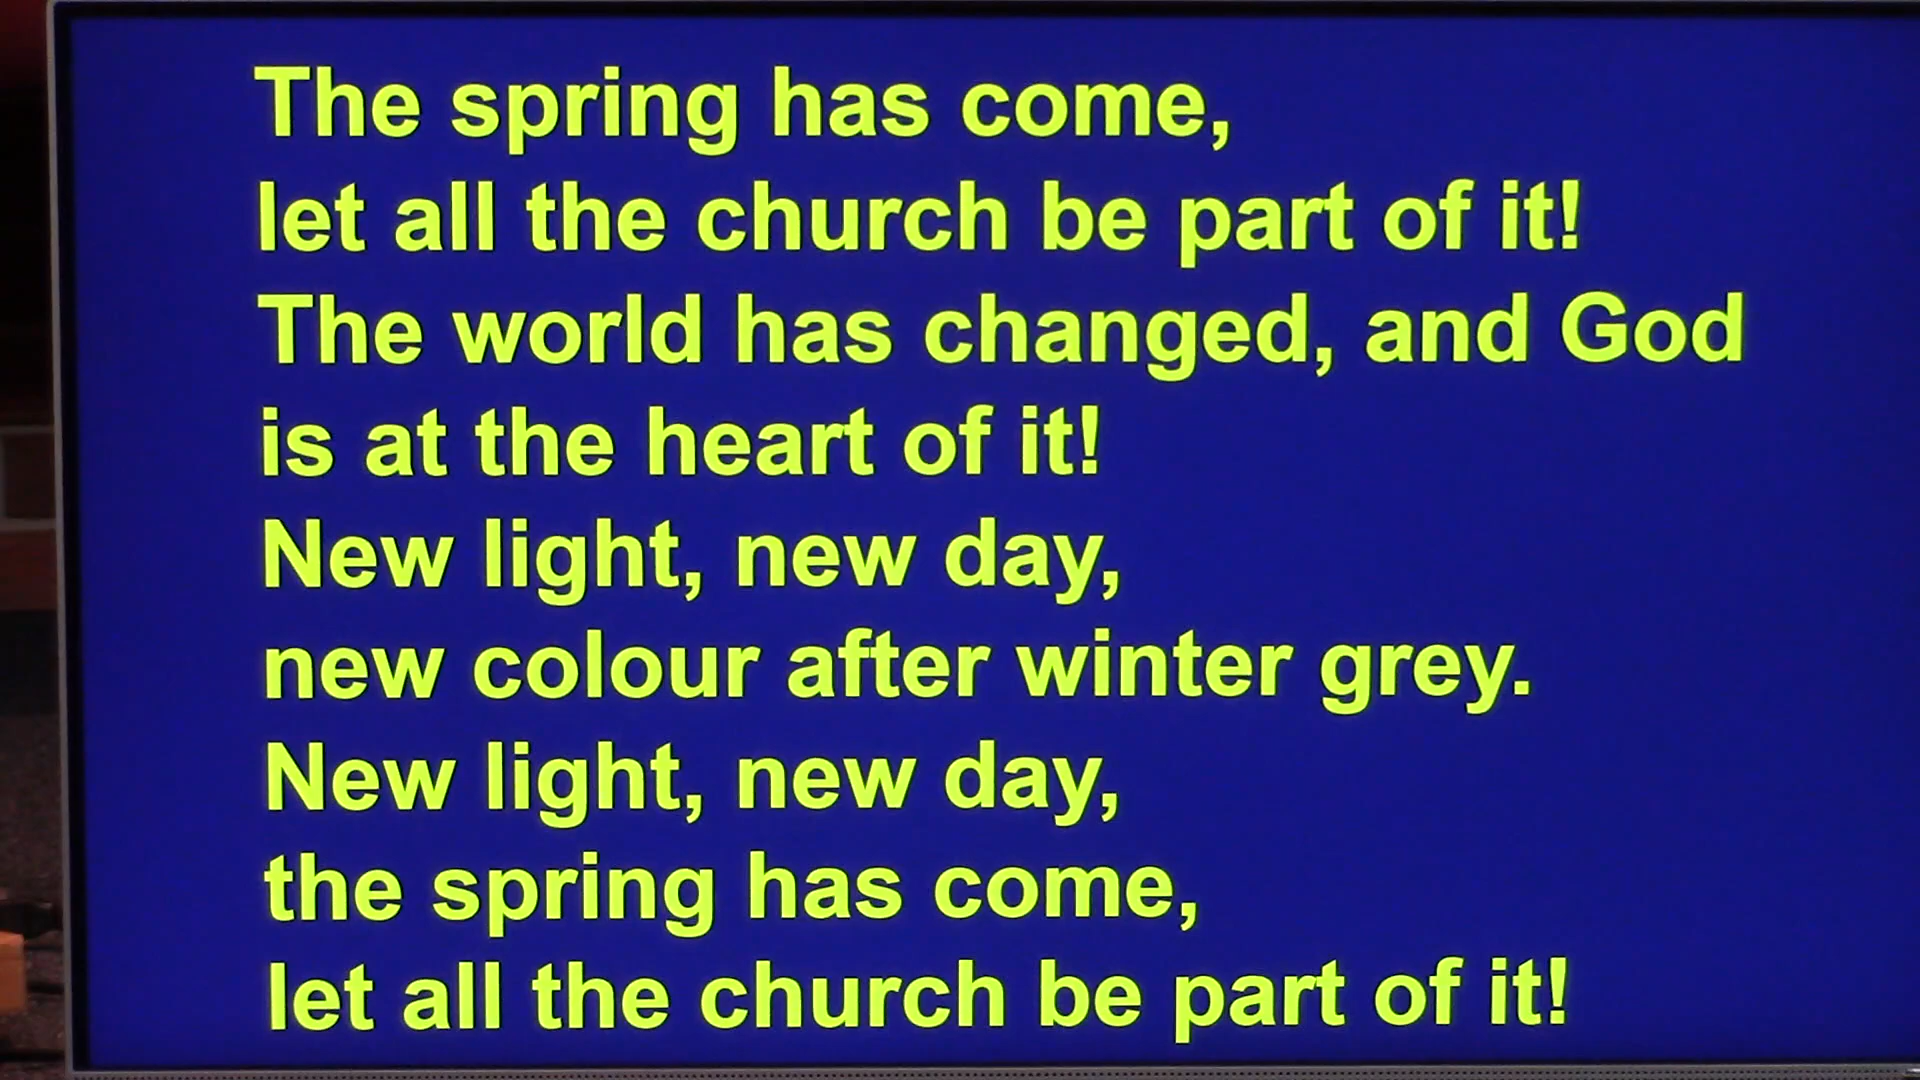 The spring has come,
let all the church be part of it!
The world has changed, and God
is at the heart of it!
New light, new day,
new colour after winter grey.
New light, new day,
the spring has come,
let all the church be part of it!